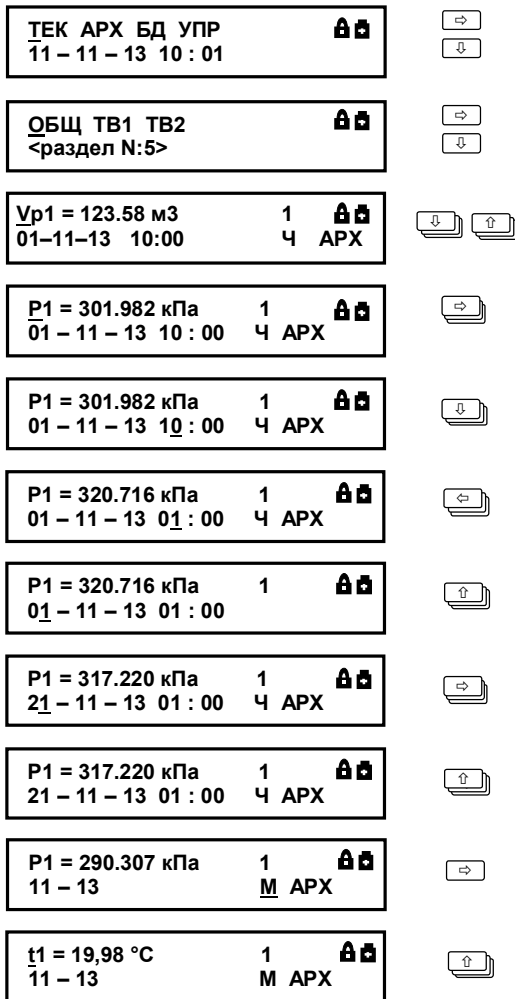 ТЕК АРХ БД УПР
11 – 11 – 13 10 : 01
ОБЩ ТВ1 ТВ2
<раздел N:5>
Vp1 = 123.58 м3 1
01–11–13 10:00 Ч АРХ
P1 = 301.982 кПа 1
01 – 11 – 13 10 : 00 Ч АРХ
P1 = 301.982 кПа 1
01 – 11 – 13 10 : 00 Ч АРХ
P1 = 320.716 кПа 1
01 – 11 – 13 01 : 00 Ч АРХ
P1 = 320.716 кПа 1
01 – 11 – 13 01 : 00
P1 = 317.220 кПа 1
21 – 11 – 13 01 : 00 Ч АРХ
P1 = 317.220 кПа 1
21 – 11 – 13 01 : 00 Ч АРХ
P1 = 290.307 кПа 1
11 – 13 М АРХ
t1 = 19,98 °C 1
11 – 13 М АРХ